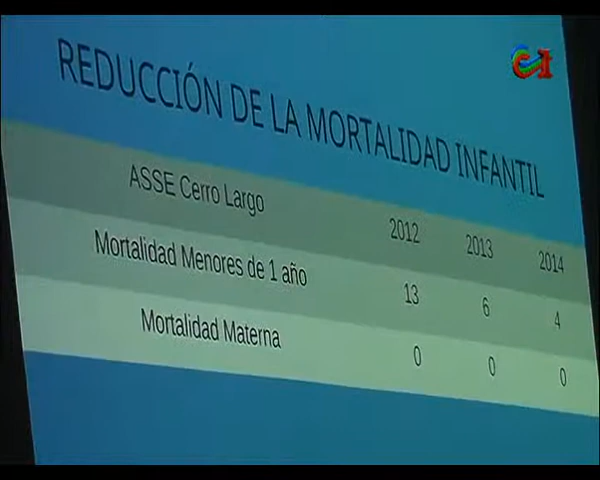 REDUCCIÓN DE LA MORTALIDAD INFANTIL
ASSE Cerro Largo 2012 2013 2014
Mortalidad Menores de 1 año 13 6 4
Mortalidad Materna 0 0 0